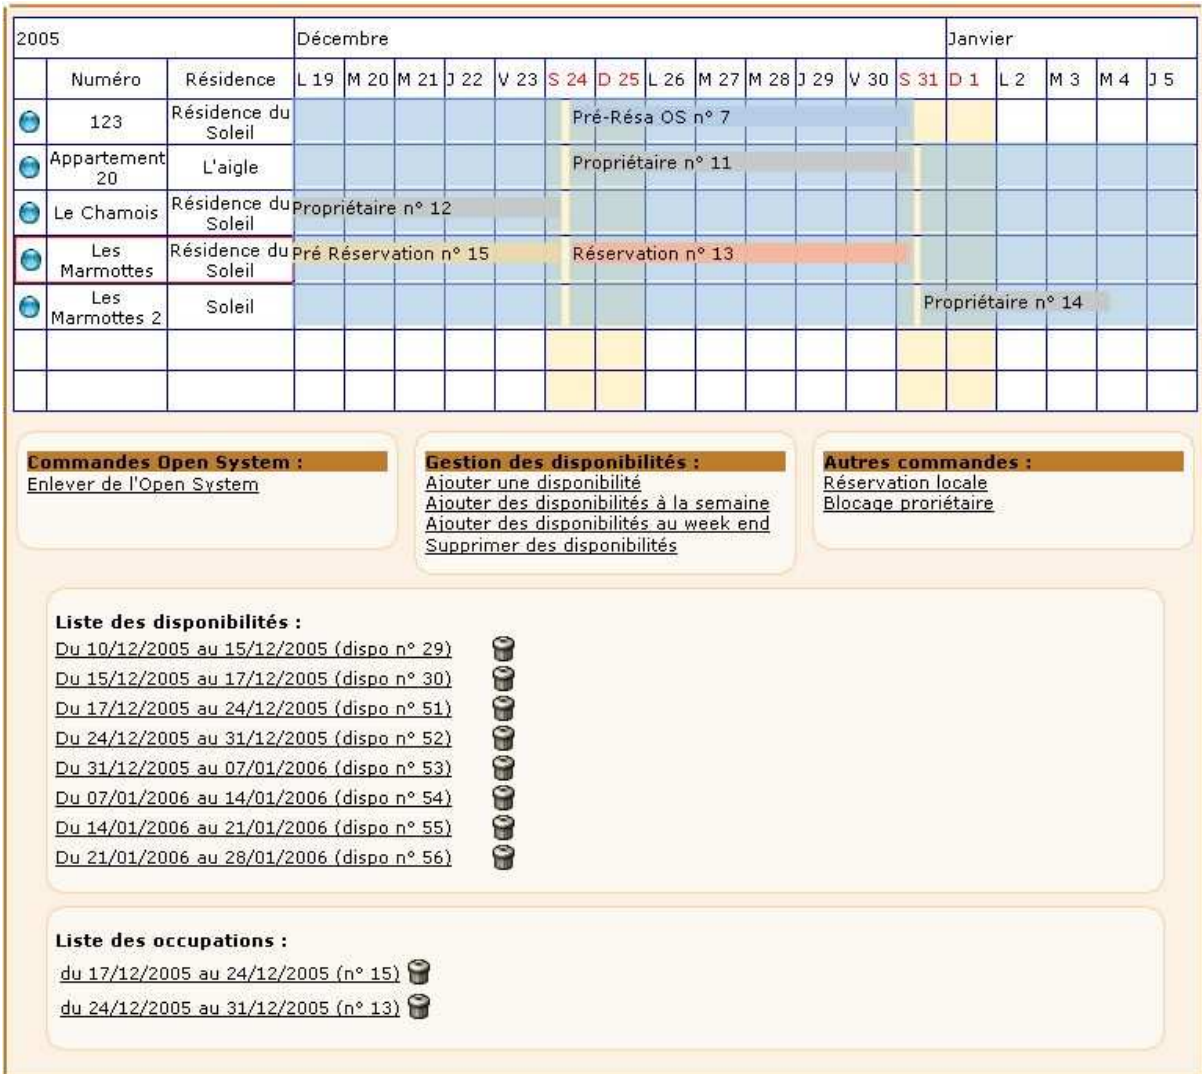 2005 Décembre Janvier
Numéro Résidence L 19 M 20 M 21 J 22 V 23 S 24 D 25 L 26 M 27 M 28 J 29 V 30 S 31 D 1 L 2 M 3 M 4 J 5
123 Résidence du Soleil Pré-Résa OS n° 7
Appartement 20 L'aigle Propriétaire n° 11
Le Chamois Résidence du Soleil Propriétaire n° 12
Les Marmottes Résidence du Soleil Pré Réservation n° 15 Réservation n° 13
Les Marmottes 2 Soleil Propriétaire n° 14
Commandes Open System :
Enlever de l'Open System
Gestion des disponibilités :
Ajouter une disponibilité
Ajouter des disponibilités à la semaine
Ajouter des disponibilités au week end
Supprimer des disponibilités
Autres commandes :
Réservation locale
Blocage proriétaire
Liste des disponibilités :
Du 10/12/2005 au 15/12/2005 (dispo n° 29)
Du 15/12/2005 au 17/12/2005 (dispo n° 30)
Du 17/12/2005 au 24/12/2005 (dispo n° 51)
Du 24/12/2005 au 31/12/2005 (dispo n° 52)
Du 31/12/2005 au 07/01/2006 (dispo n° 53)
Du 07/01/2006 au 14/01/2006 (dispo n° 54)
Du 14/01/2006 au 21/01/2006 (dispo n° 55)
Du 21/01/2006 au 28/01/2006 (dispo n° 56)
Liste des occupations :
du 17/12/2005 au 24/12/2005 (n° 15)
du 24/12/2005 au 31/12/2005 (n° 13)